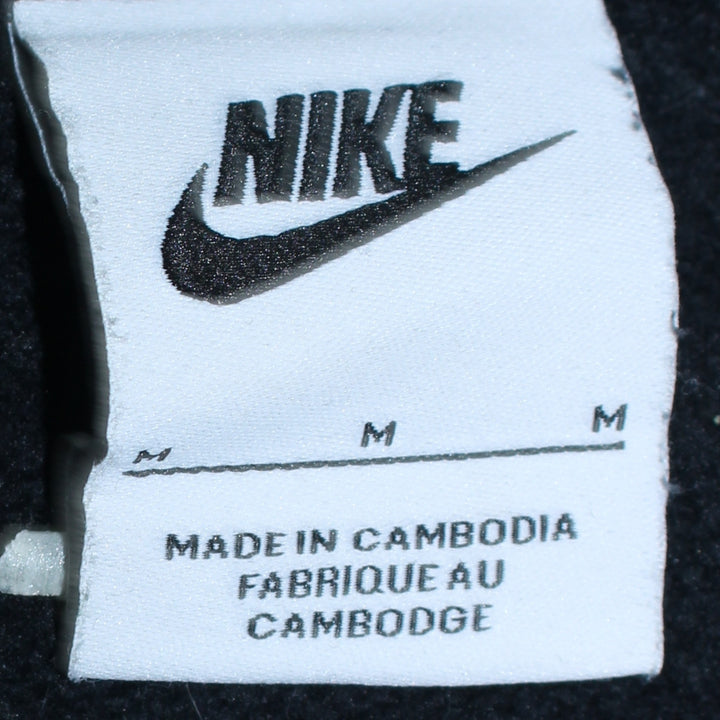 NIKE
M M M
MADE IN CAMBODIA
FABRIQUE AU
CAMBODGE